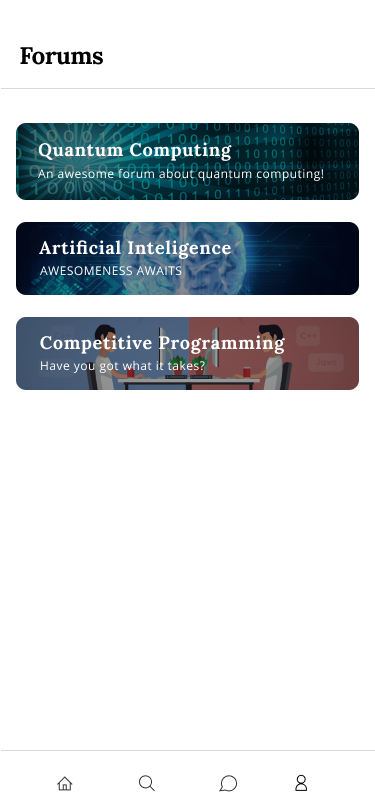 Forums
Quantum Computing
An awesome forum about quantum computing!
Artificial Inteligence
AWESOMENESS AWAITS
Competitive Programming
Have you got what it takes?